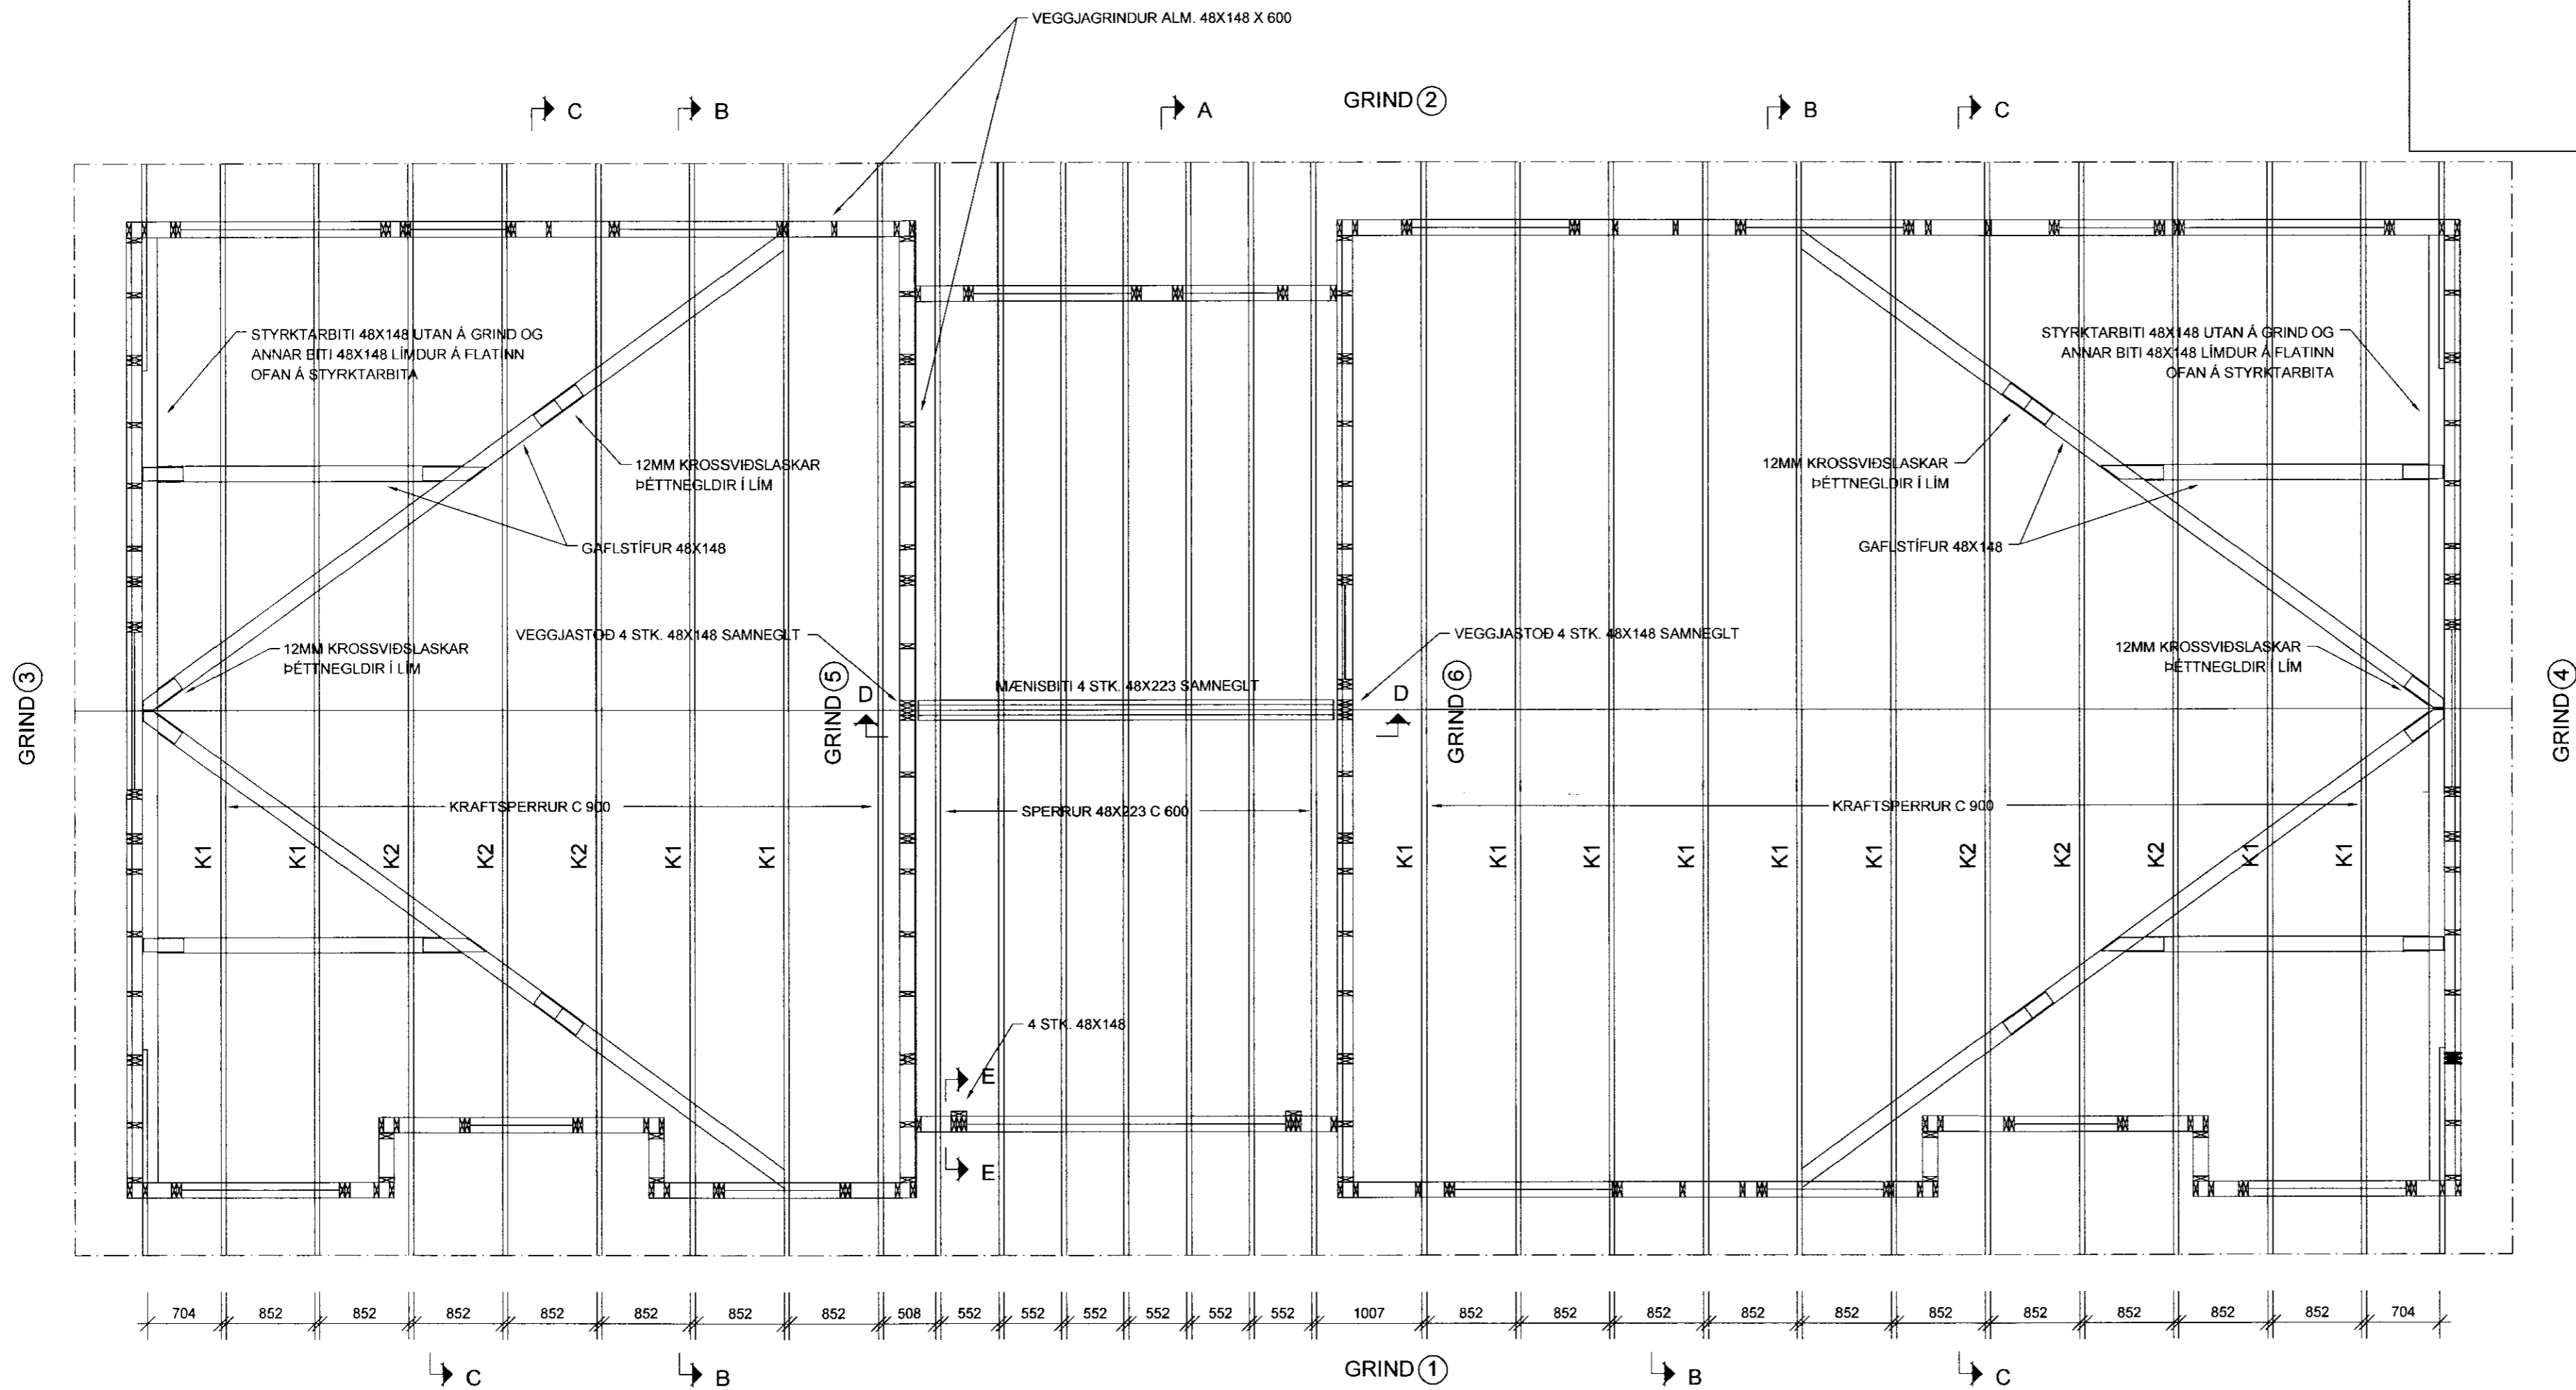 VEGGJAGRINDUR ALM. 48X148 X 600
C
B
A
GRIND 2
B
C
STYRKTARBITI 48X148 UTAN Á GRIND OG
ANNAR BITI 48X148 LÍMDUR Á FLATINN
OFAN Á STYRKTARBITA
STYRKTARBITI 48X148 UTAN Á GRIND OG
ANNAR BITI 48X148 LÍMDUR Á FLATINN
OFAN Á STYRKTARBITA
12MM KROSSVIÐSLASKAR
ÞÉTTNEGLDIR Í LÍM
12MM KROSSVIÐSLASKAR
ÞÉTTNEGLDIR Í LÍM
GAFLSTÍFUR 48X148
GAFLSTÍFUR 48X148
VEGGJASTOÐ 4 STK. 48X148 SAMNEGLT
VEGGJASTOÐ 4 STK. 48X148 SAMNEGLT
12MM KROSSVIÐSLASKAR
ÞÉTTNEGLDIR Í LÍM
12MM KROSSVIÐSLASKAR
ÞÉTTNEGLDIR Í LÍM
GRIND 3
GRIND 5
D
MÆNISBITI 4 STK. 48X223 SAMNEGLT
D
GRIND 6
GRIND 4
KRAFTSPERRUR C 900
SPERRUR 48X223 C 600
KRAFTSPERRUR C 900
K1
K1
K2
K2
K2
K1
K1
K1
K1
K1
K1
K1
K1
K2
K2
K2
K1
K1
4 STK. 48X148
E
E
704
852
852
852
852
852
852
852
508
552
552
552
552
552
552
1007
852
852
852
852
852
852
852
852
852
852
704
C
B
GRIND 1
B
C